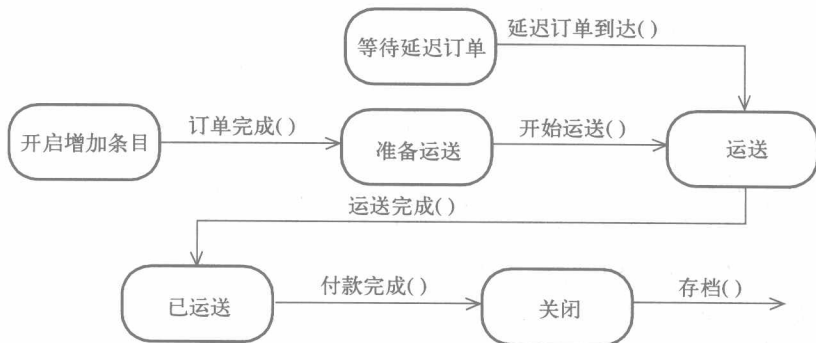 等待延迟订单
延迟订单到达()
开启增加条目
订单完成()
准备运送
开始运送()
运送
运送完成()
已运送
付款完成()
关闭
存档()